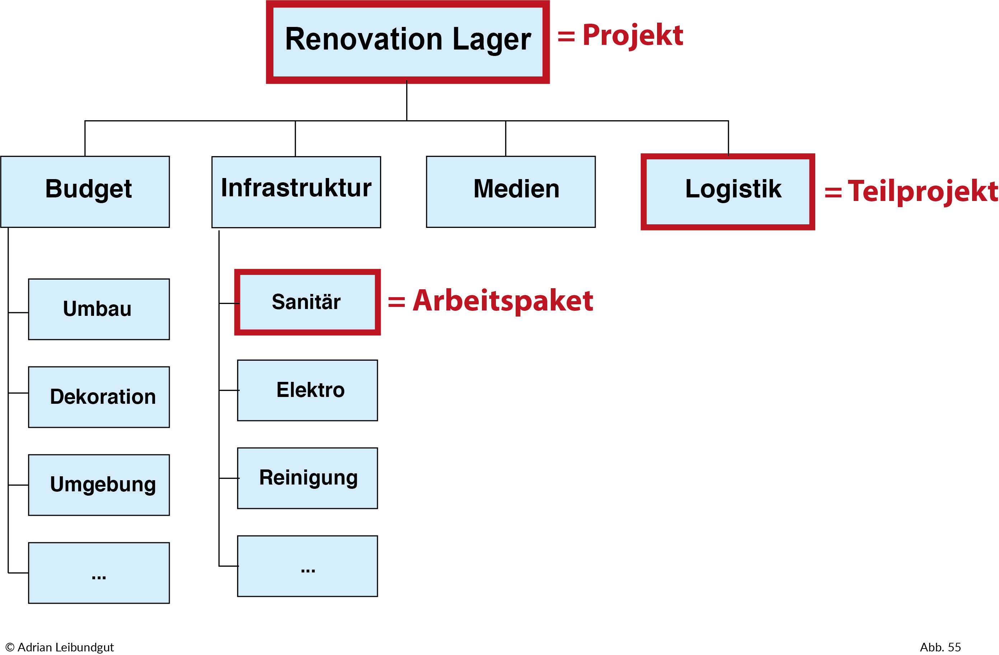 Renovation Lager
= Projekt
Budget
Infrastruktur
Medien
Logistik
= Teilprojekt
Umbau
Dekoration
Umgebung
...
Sanitär
= Arbeitspaket
Elektro
Reinigung
...
© Adrian Leibundgut
Abb. 55